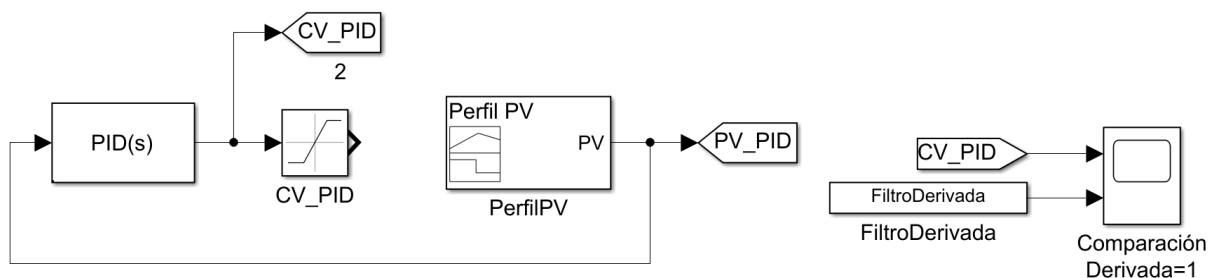 CV_PID
2
PID(s)
CV_PID
Perfil PV
PV
PerfilPV
PV_PID
CV_PID
FiltroDerivada
FiltroDerivada
Comparación
Derivada=1